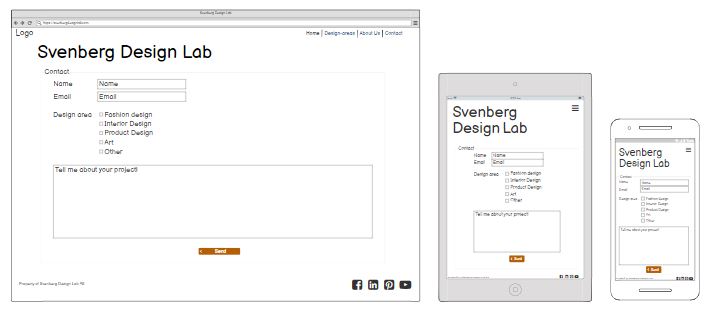 Svenberg Design Lab
Logo
Home | Design-areas | About Us | Contact
Svenberg Design Lab
Contact
Name Name
Email Email
Design area Fashion design
Interior Design
Product Design
Art
Other
Tell me about your project!
Send
Property of Svenberg Design Lab AB
Svenberg
Design Lab
Contact
Name Name
Email Email
Design area Fashion design
Interior Design
Product Design
Art
Other
Tell me about your project!
Send
Svenberg
Design Lab
Contact
Name Name
Email Email
Design area Fashion design
Interior Design
Product Design
Art
Other
Tell me about your project!
Send